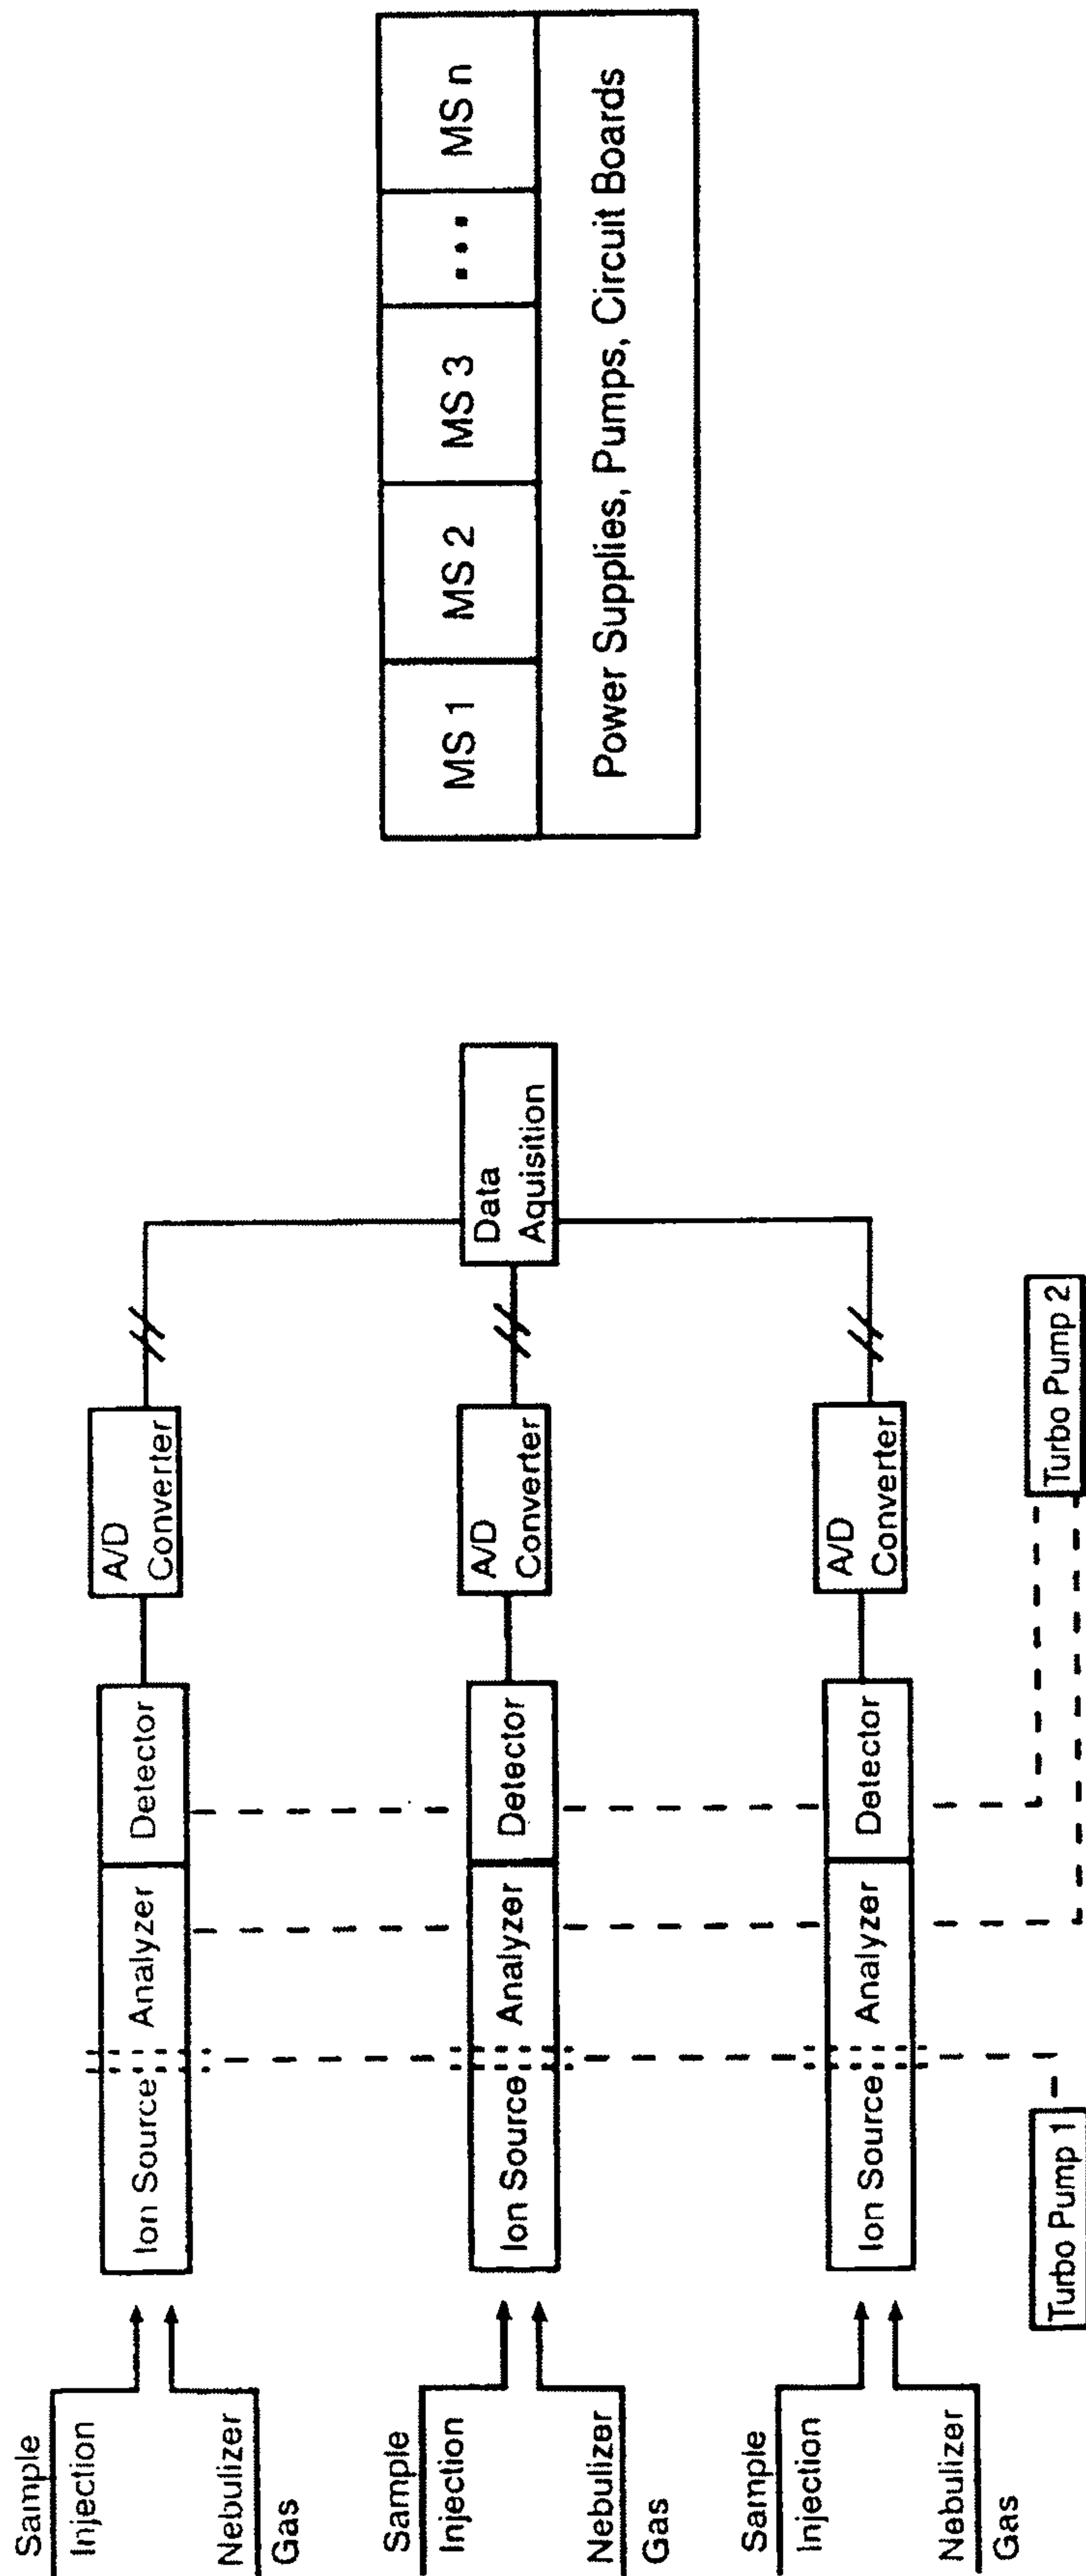 Sample
Injection
Nebulizer
Gas
Ion Source
Analyzer
Detector
A/D
Converter
Sample
Injection
Nebulizer
Gas
Ion Source
Analyzer
Detector
A/D
Converter
Data
Aquisition
Sample
Injection
Nebulizer
Gas
Ion Source
Analyzer
Detector
A/D
Converter
Turbo Pump 1
Turbo Pump 2
MS 1
MS 2
MS 3
...
MS n
Power Supplies, Pumps, Circuit Boards